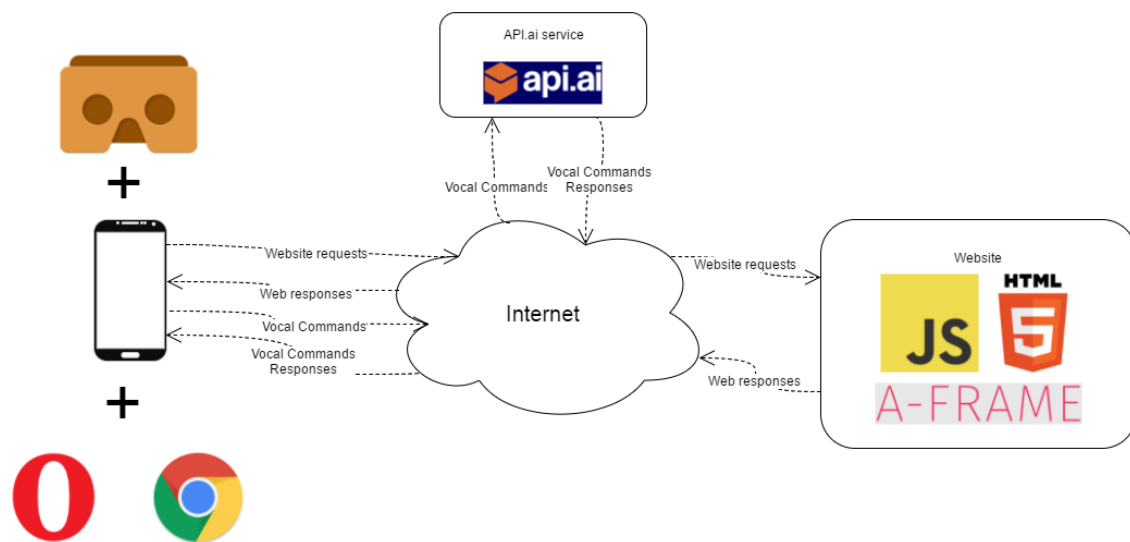 API.ai service
api.ai
Vocal Commands
Vocal Commands
Responses
+
Website requests
Web responses
Vocal Commands
Vocal Commands
Responses
+
Internet
Website requests
Web responses
Website
JS
HTML
5
A-FRAME